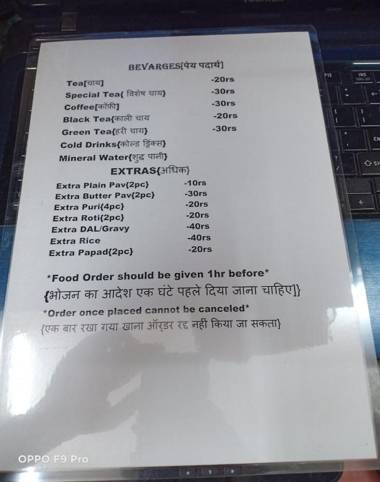 BEVARGES[पेय पदार्थ]
Tea[चाय] -20rs
Special Tea{ विशेष चाय} -30rs
Coffee[कॉफी] -30rs
Black Tea{काली चाय -20rs
Green Tea{हरी चाय} -30rs
Cold Drinks{कोल्ड ड्रिंक्स}
Mineral Water{शुद्ध पानी}
EXTRAS{अधिक}
Extra Plain Pav{2pc} -10rs
Extra Butter Pav{2pc} -30rs
Extra Puri{4pc} -20rs
Extra Roti{2pc} -20rs
Extra DAL/Gravy -40rs
Extra Rice -40rs
Extra Papad{2pc} -20rs
*Food Order should be given 1hr before*
{भोजन का आदेश एक घंटे पहले दिया जाना चाहिए]}
*Order once placed cannot be canceled*
{एक बार रखा गया खाना ऑर्डर रद्द नहीं किया जा सकता}
OPPO F9 Pro